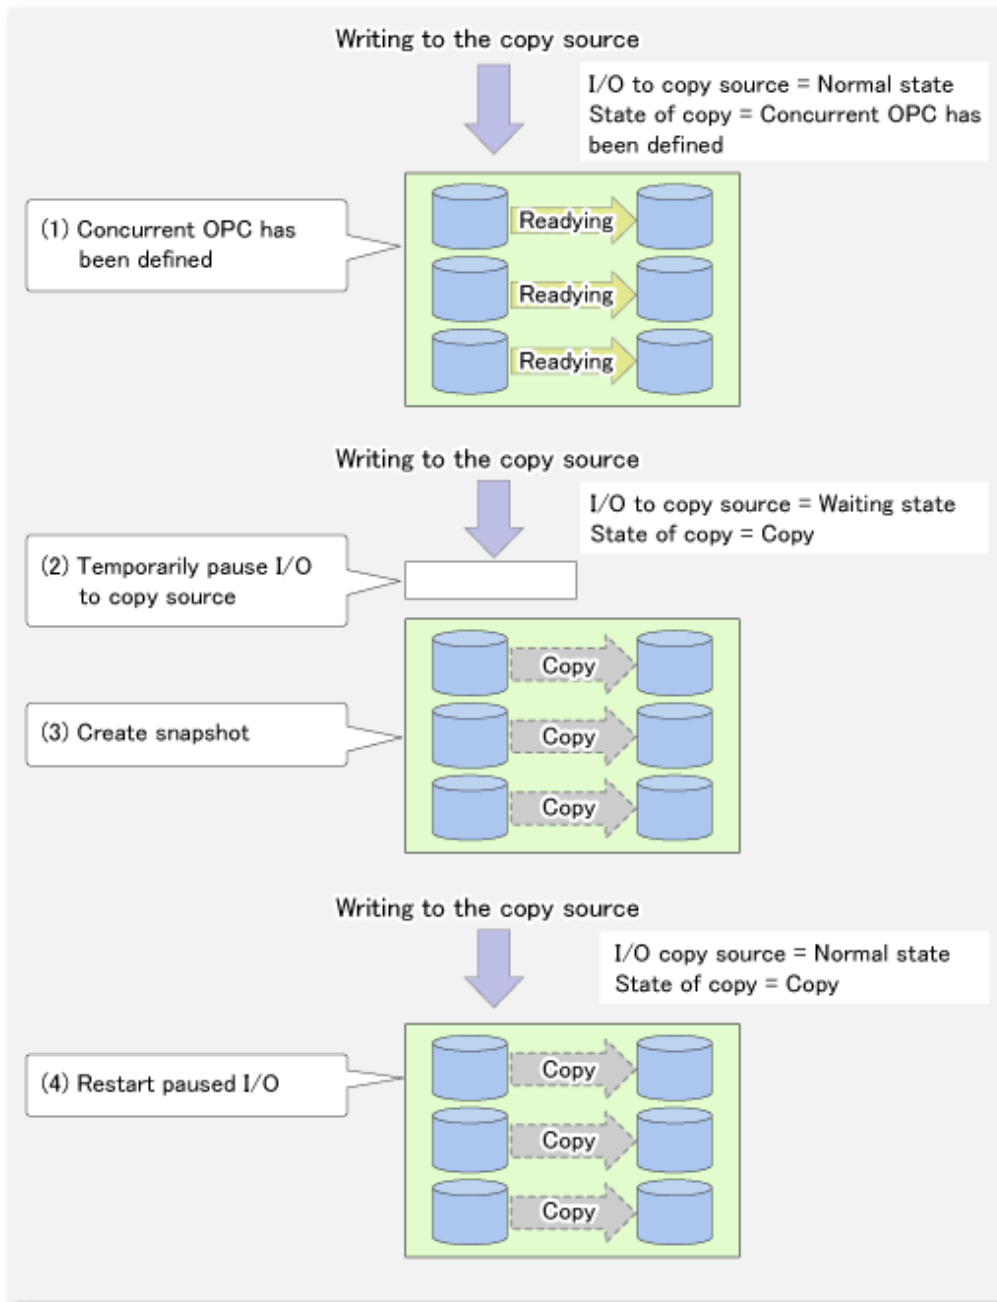 Writing to the copy source
I/O to copy source = Normal state
State of copy = Concurrent OPC has
been defined
(1) Concurrent OPC has
been defined
Readying
Readying
Readying
Writing to the copy source
I/O to copy source = Waiting state
State of copy = Copy
(2) Temporarily pause I/O
to copy source
Copy
(3) Create snapshot
Copy
Copy
Writing to the copy source
I/O copy source = Normal state
State of copy = Copy
(4) Restart paused I/O
Copy
Copy
Copy